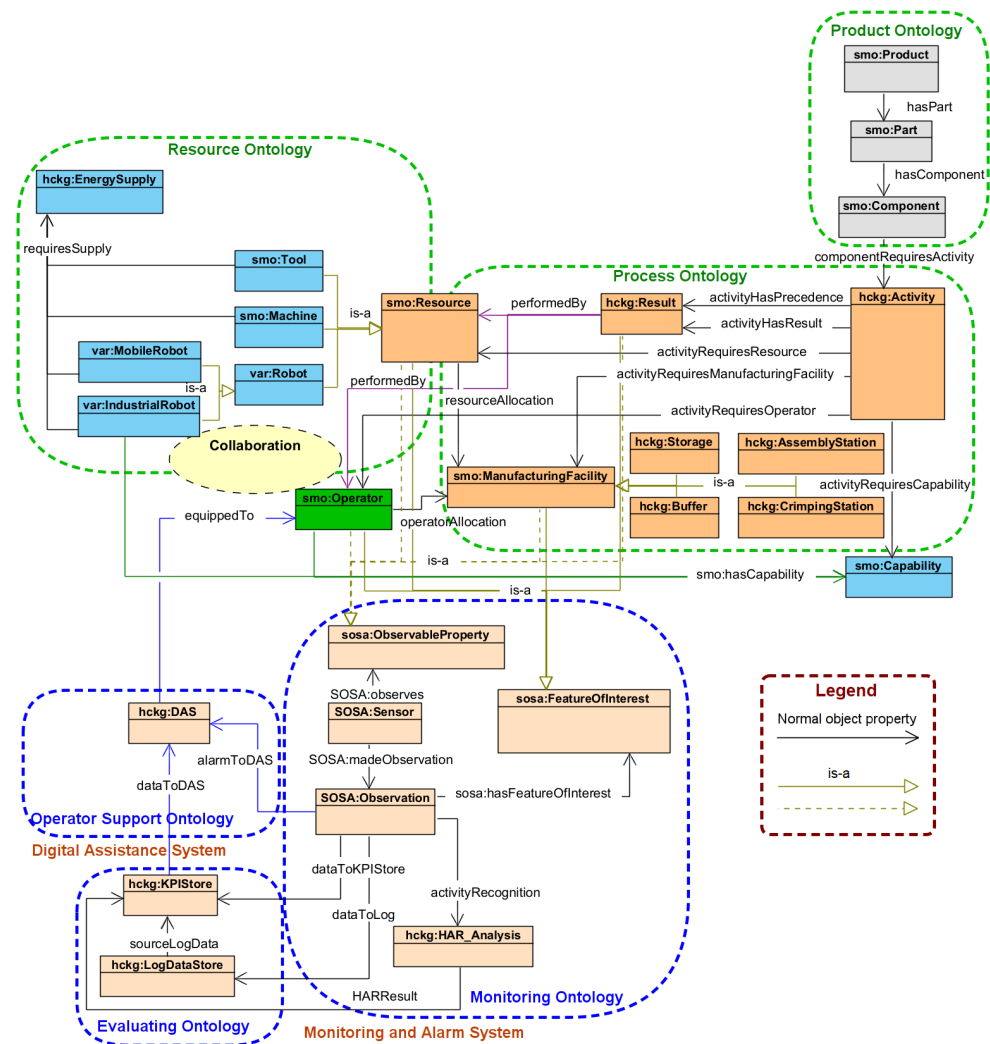 Product Ontology
smo:Product
hasPart
smo:Part
hasComponent
smo:Component
componentRequiresActivity
Resource Ontology
hckg:EnergySupply
requiresSupply
smo:Tool
smo:Machine
is-a
var:MobileRobot
is-a
var:Robot
var:IndustrialRobot
Collaboration
Process Ontology
smo:Resource
performedBy
hckg:Result
activityHasPrecedence
hckg:Activity
activityHasResult
activityRequiresResource
performedBy
activityRequiresManufacturingFacility
resourceAllocation
activityRequiresOperator
hckg:Storage
hckg:AssemblyStation
smo:ManufacturingFacility
is-a
activityRequiresCapability
hckg:Buffer
hckg:CrimpingStation
smo:Operator
equippedTo
operatorAllocation
is-a
smo:Capability
smo:hasCapability
is-a
sosa:ObservableProperty
SOSA:observes
SOSA:Sensor
SOSA:madeObservation
sosa:FeatureOfInterest
SOSA:Observation
sosa:hasFeatureOfInterest
Legend
Normal object property
is-a
hckg:DAS
alarmToDAS
dataToDAS
Operator Support Ontology
Digital Assistance System
dataToKPIStore
activityRecognition
hckg:KPIStore
dataToLog
sourceLogData
hckg:HAR_Analysis
hckg:LogDataStore
HARResult
Monitoring Ontology
Evaluating Ontology
Monitoring and Alarm System